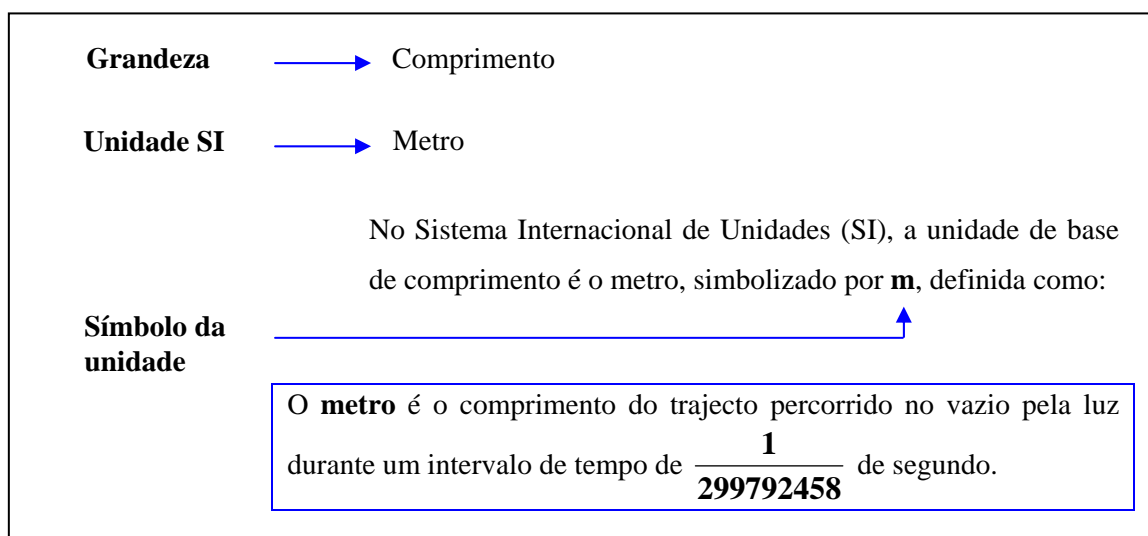 Grandeza Comprimento
Unidade SI Metro
No Sistema Internacional de Unidades (SI), a unidade de base
de comprimento é o metro, simbolizado por m, definida como:
Símbolo da
unidade
O metro é o comprimento do trajecto percorrido no vazio pela luz
durante um intervalo de tempo de 1/299792458 de segundo.